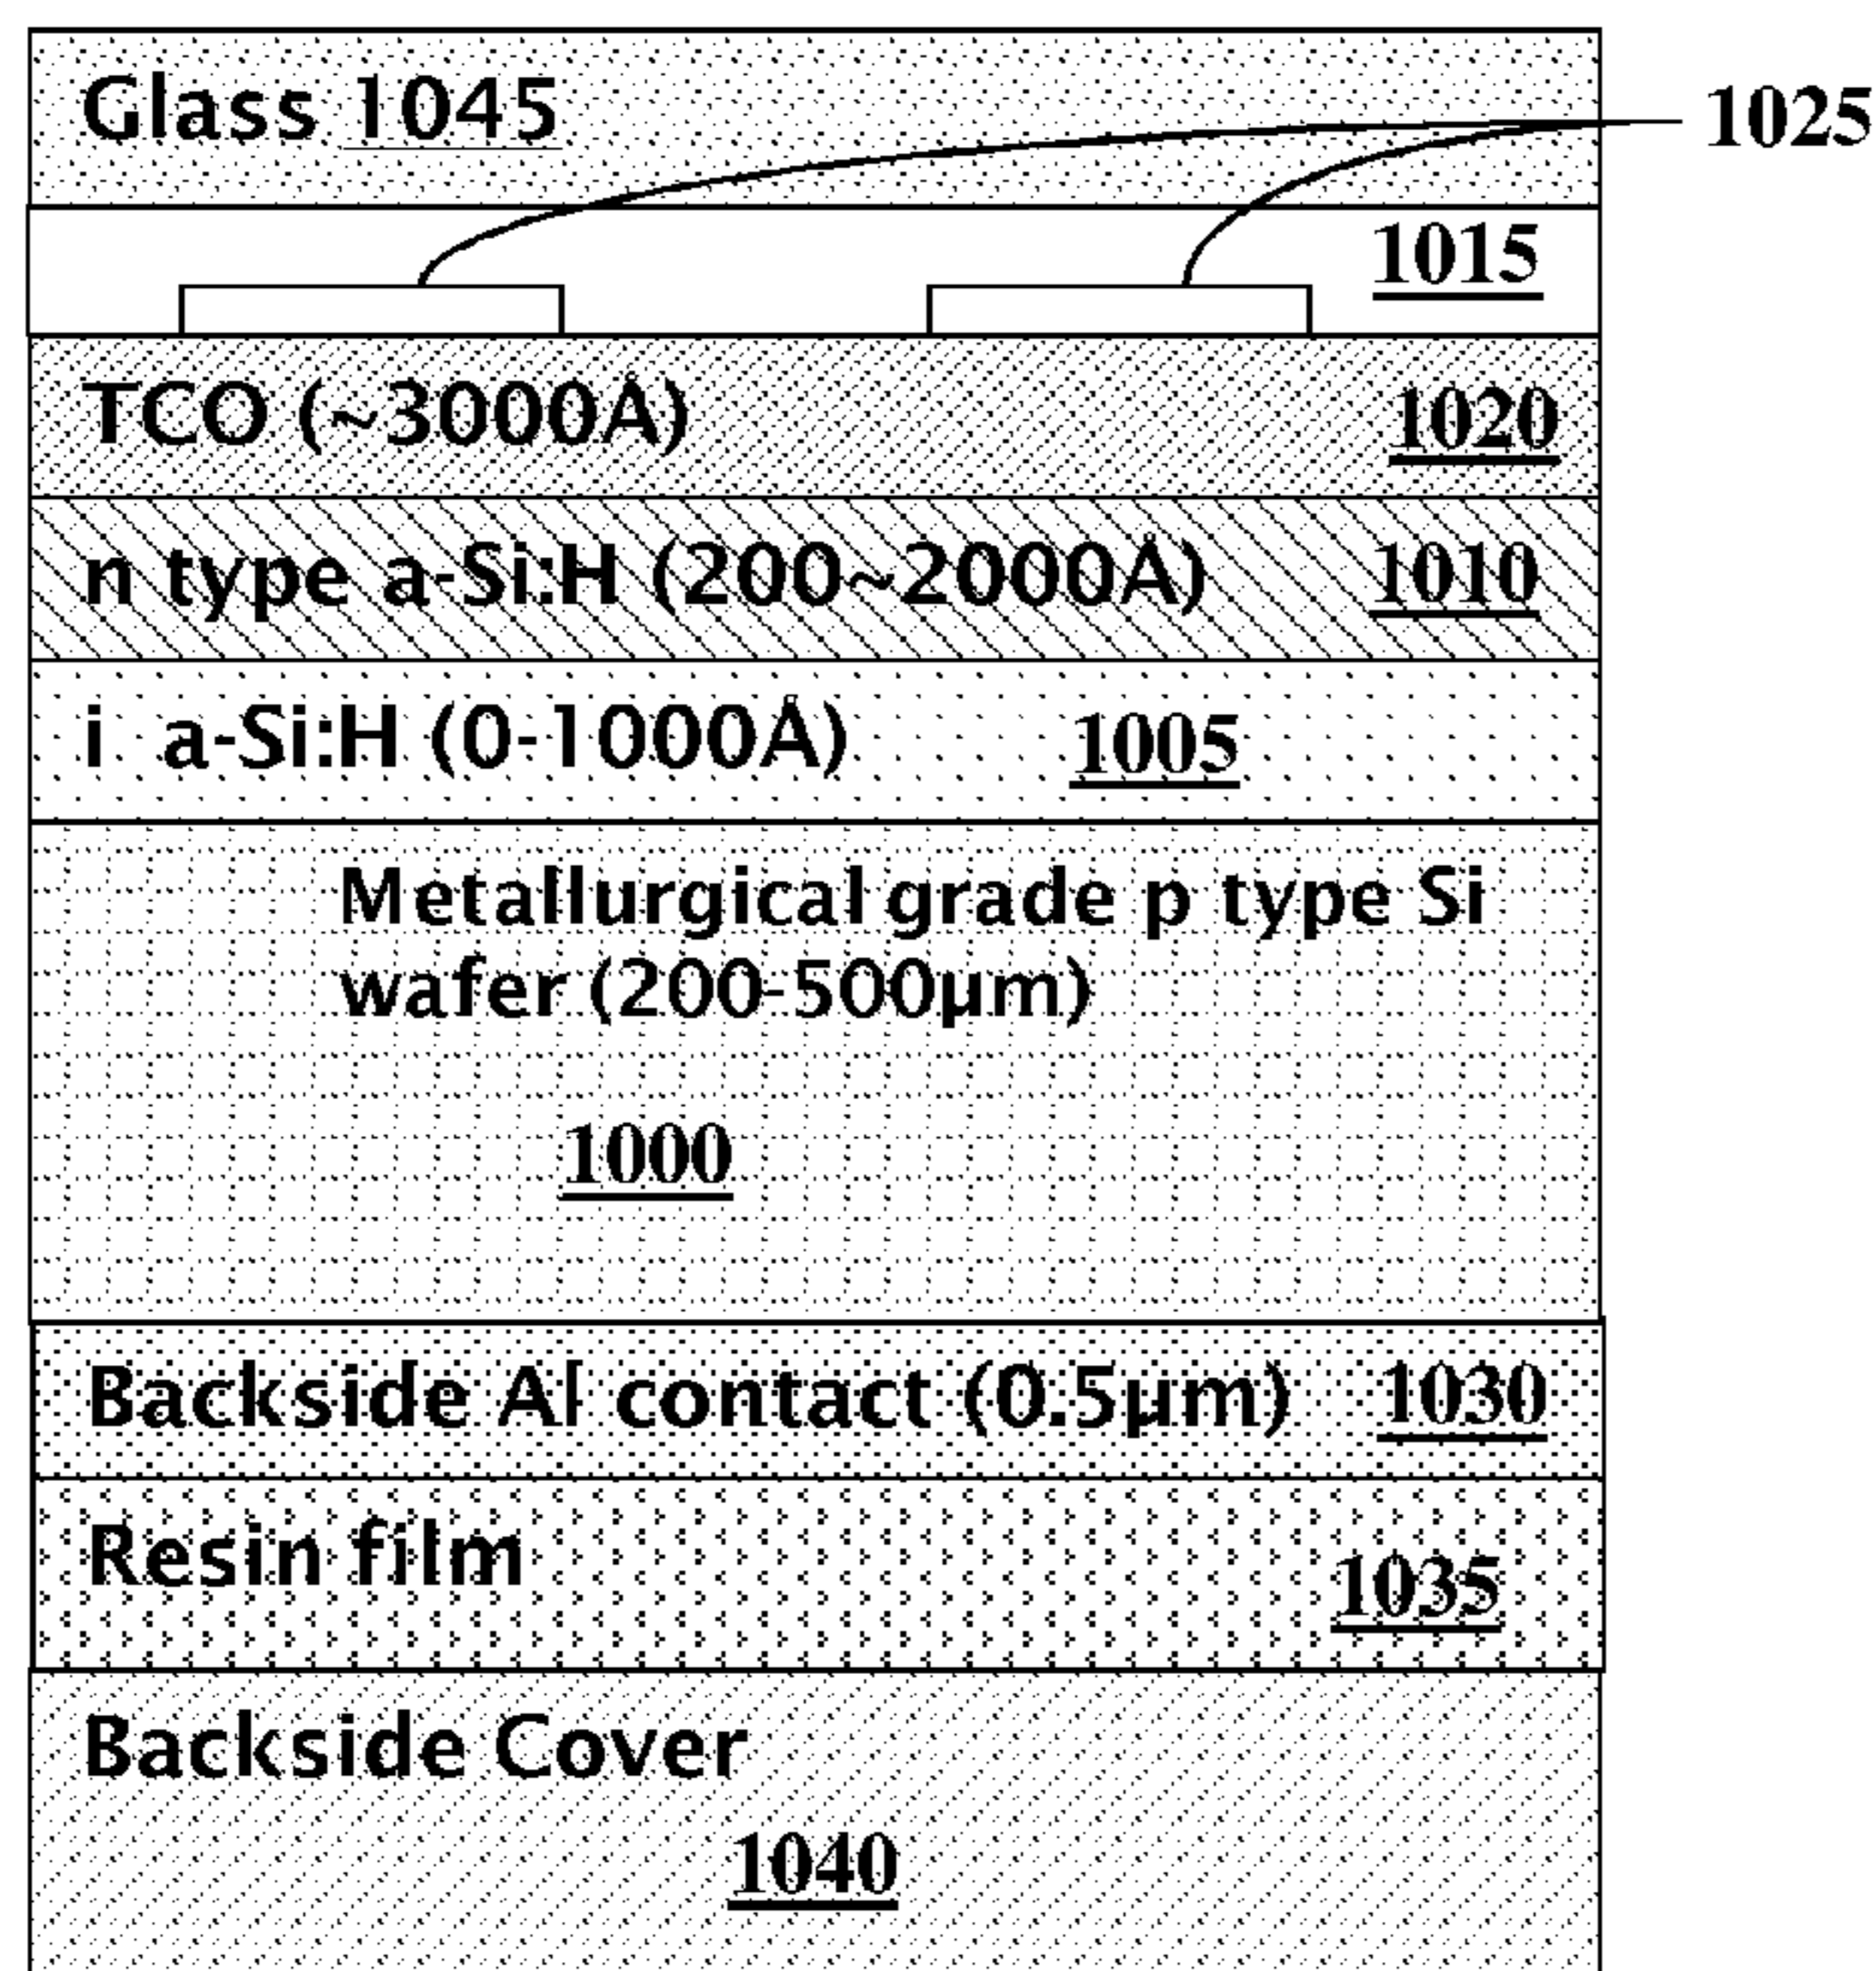 Glass 1045
1025
1015
TCO (~3000Å) 1020
n type a-Si:H (200~2000Å) 1010
i a-Si:H (0-1000Å) 1005
Metallurgical grade p type Si
wafer (200-500µm)
1000
Backside Al contact (0.5µm) 1030
Resin film
1035
Backside Cover
1040